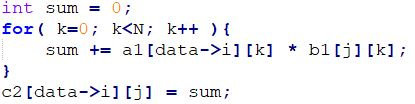 int sum = 0;
for( k=0; k<N; k++ ){
    sum += a1[data->i][k] * b1[j][k];
}
c2[data->i][j] = sum;